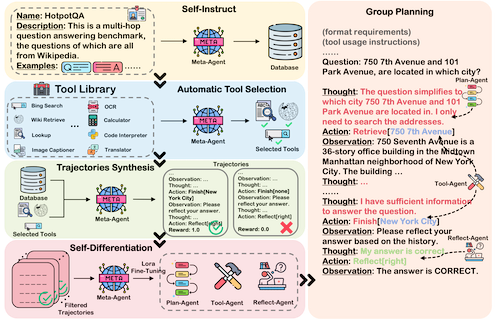 Self-Instruct
Name: HotpotQA
Description: This is a multi-hop
question answering benchmark,
the questions of which are all
from Wikipedia.
Examples:
Q
A
META
Meta-Agent
Database
Tool Library
Automatic Tool Selection
Bing Search
OCR
Wiki Retrieve
Calculator
Lookup
Code Interpreter
Image Captioner
Translator
META
Meta-Agent
Selected Tools
Trajectories Synthesis
Trajectories
Database
Selected Tools
META
Meta-Agent
Observation: ...
Thought: ...
Action: Finish[New
York City]
Observation: Please
reflect your answer.
Thought: ...
Action: Reflect[right]
Reward: 1.0
Observation: ...
Thought: ...
Action: Finish[none]
Observation: Please
reflect your answer.
Thought: ...
Action: Reflect[right]
Reward: 0.0
Self-Differentiation
Filtered
Trajectories
META
Meta-Agent
Lora
Fine-Tuning
Plan-Agent
Tool-Agent
Reflect-Agent
Group Planning
(format requirements)
(tool usage instructions)
......
Question: 750 7th Avenue and 101
Park Avenue, are located in which city?
Plan-Agent
Thought: The question simplifies to
which city 750 7th Avenue and 101
Park Avenue are located in. I only
need to search the addresses.
Action: Retrieve[750 7th Avenue]
Observation: 750 Seventh Avenue is a
36-story office building in the Midtown
Manhattan neighborhood of New York
City. The building ...
Thought: ...
Tool-Agent
......
Thought: I have sufficient information
to answer the question.
Action: Finish[New York City]
Observation: Please reflect your
answer based on the history.
Reflect-Agent
Thought: My answer is correct.
Action: Reflect[right]
Observation: The answer is CORRECT.